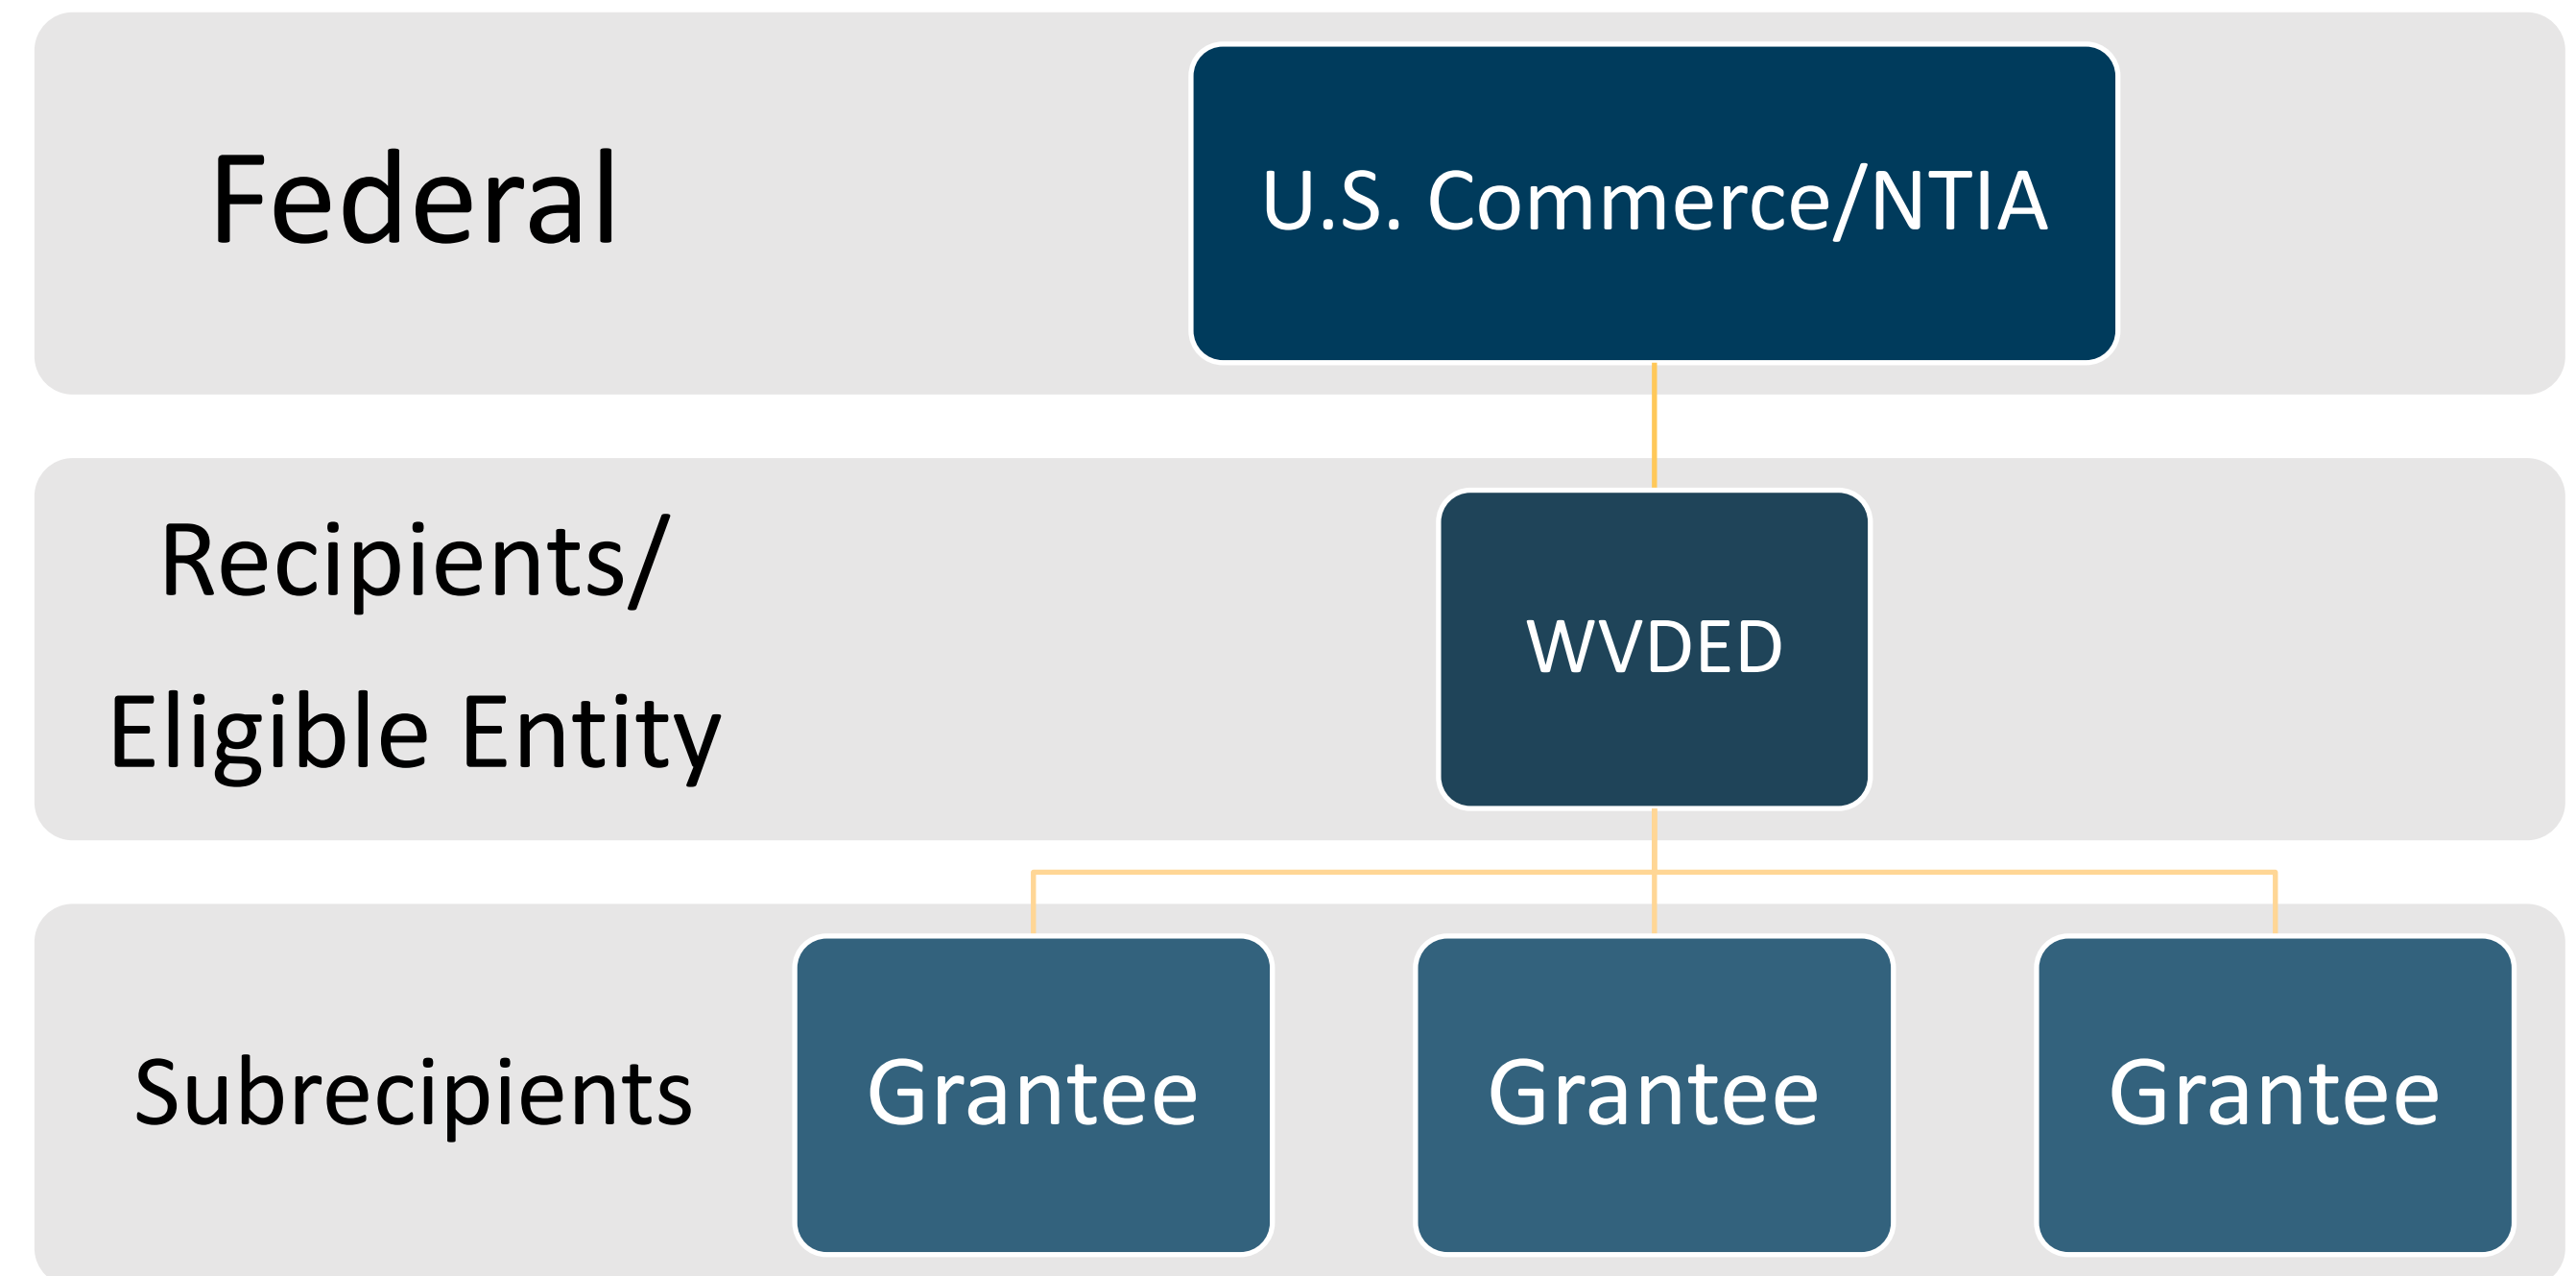 Federal
U.S. Commerce/NTIA
Recipients/
Eligible Entity
WVDED
Subrecipients
Grantee
Grantee
Grantee